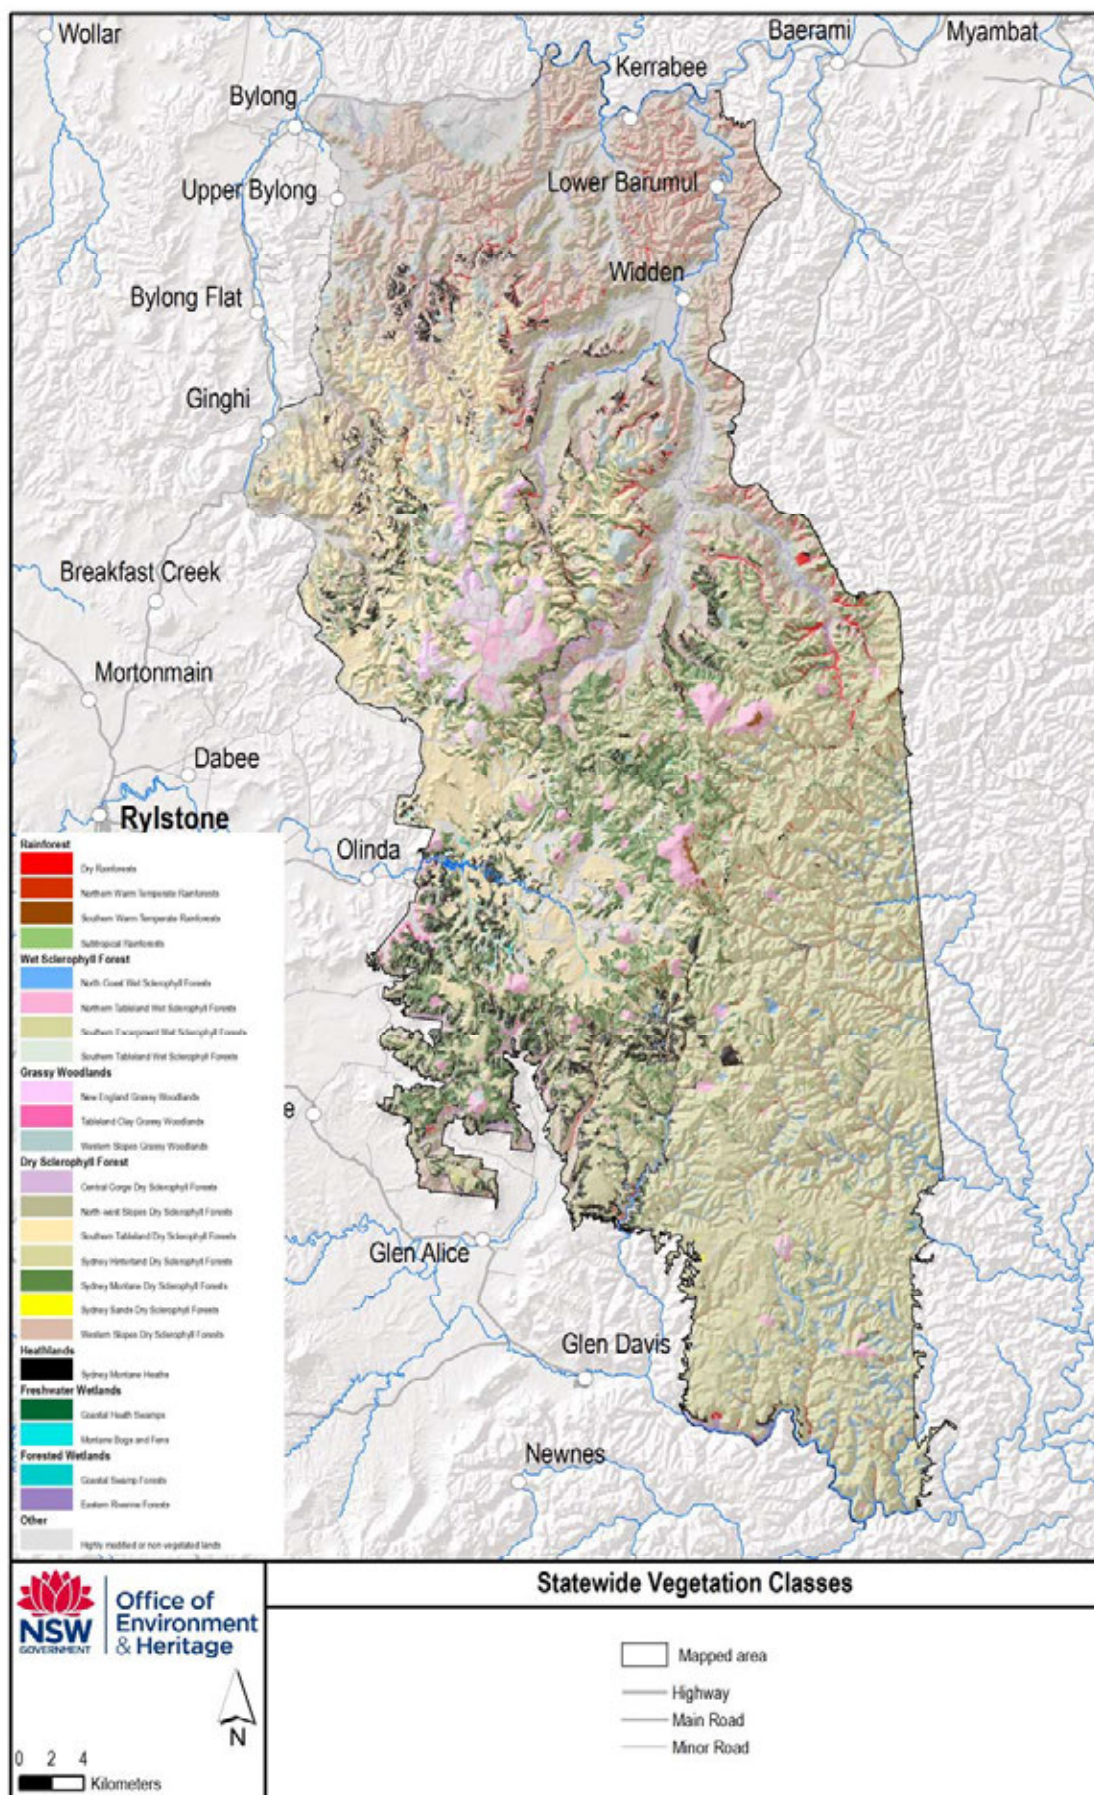 Wollar
Baerami
Myambat
Kerrabee
Bylong
Upper Bylong
Lower Barumul
Widden
Bylong Flat
Ginghi
Breakfast Creek
Mortonmain
Dabee
Rylstone
Olinda
e
Glen Alice
Glen Davis
Newnes
Rainforest
Dry Rainforests
Northern Warm Temperate Rainforests
Southern Warm Temperate Rainforests
Subtropical Rainforests
Wet Sclerophyll Forest
North Coast Wet Sclerophyll Forests
Northern Tableland Wet Sclerophyll Forests
Southern Escarpment Wet Sclerophyll Forests
Southern Tableland Wet Sclerophyll Forests
Grassy Woodlands
New England Grassy Woodlands
Tableland Clay Grassy Woodlands
Western Slopes Grassy Woodlands
Dry Sclerophyll Forest
Central Gorge Dry Sclerophyll Forests
North-west Slopes Dry Sclerophyll Forests
Southern Tableland Dry Sclerophyll Forests
Sydney Hinterland Dry Sclerophyll Forests
Sydney Montane Dry Sclerophyll Forests
Sydney Sands Dry Sclerophyll Forests
Western Slopes Dry Sclerophyll Forests
Heathlands
Sydney Montane Heaths
Freshwater Wetlands
Coastal Heath Swamps
Montane Bogs and Fens
Forested Wetlands
Coastal Swamp Forests
Eastern Riverine Forests
Other
Highly modified or non vegetated lands
NSW
GOVERNMENT
Office of
Environment
& Heritage
N
0 2 4
Kilometers
Statewide Vegetation Classes
Mapped area
Highway
Main Road
Minor Road